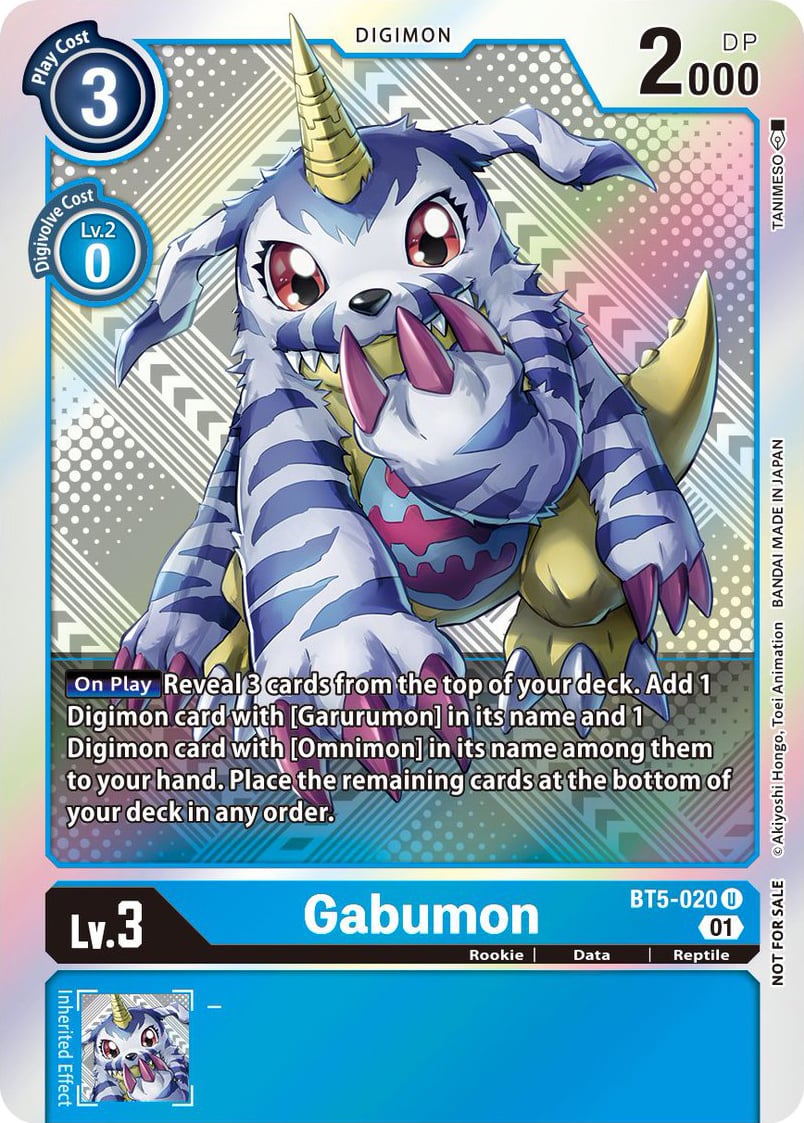 Play Cost
3
DIGIMON
DP
2000
Digivolve Cost
Lv.2
0
TANIMESO
On Play Reveal 3 cards from the top of your deck. Add 1
Digimon card with [Garurumon] in its name and 1
Digimon card with [Omnimon] in its name among them
to your hand. Place the remaining cards at the bottom of
your deck in any order.
© Akiyoshi Hongo, Toei Animation BANDAI MADE IN JAPAN
NOT FOR SALE
BT5-020 U
Lv.3
Gabumon
01
Rookie | Data | Reptile
Inherited Effect
–